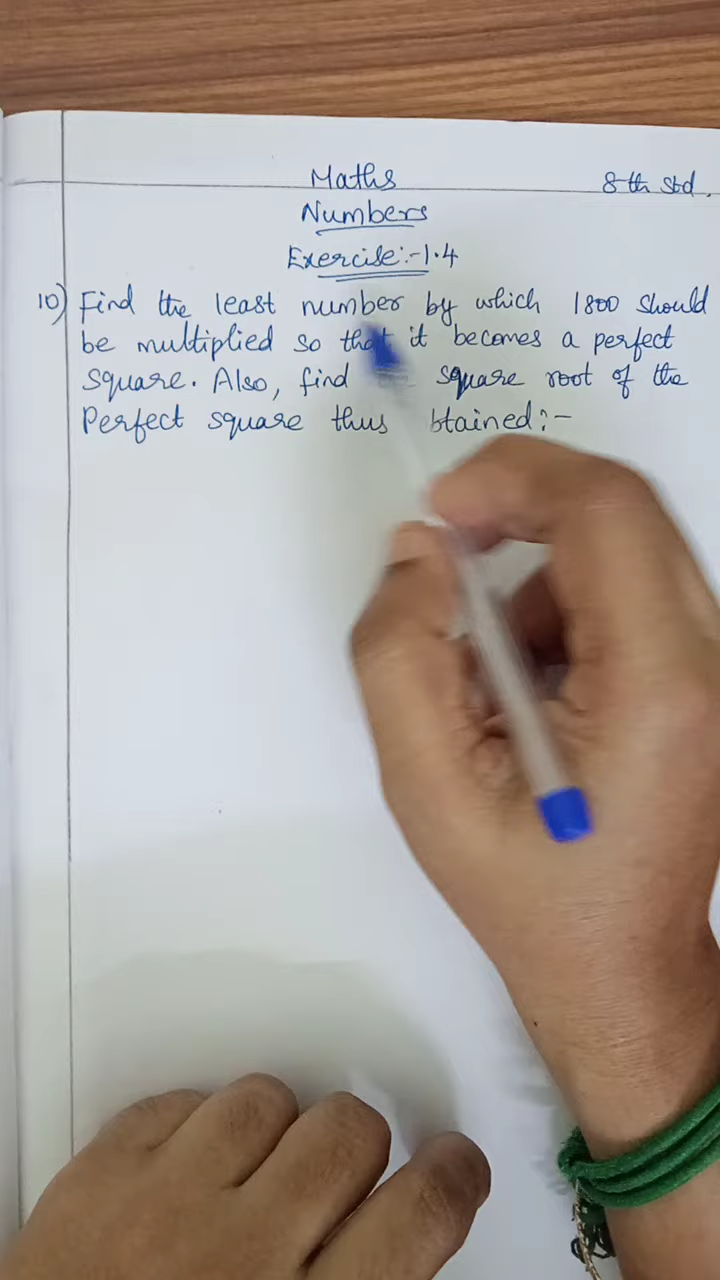 Maths 8th Std.
Numbers
Exercise:-1.4
10) Find the least number by which 1800 should
be multiplied so that it becomes a perfect
square. Also, find square root of the
Perfect square thus btained:-